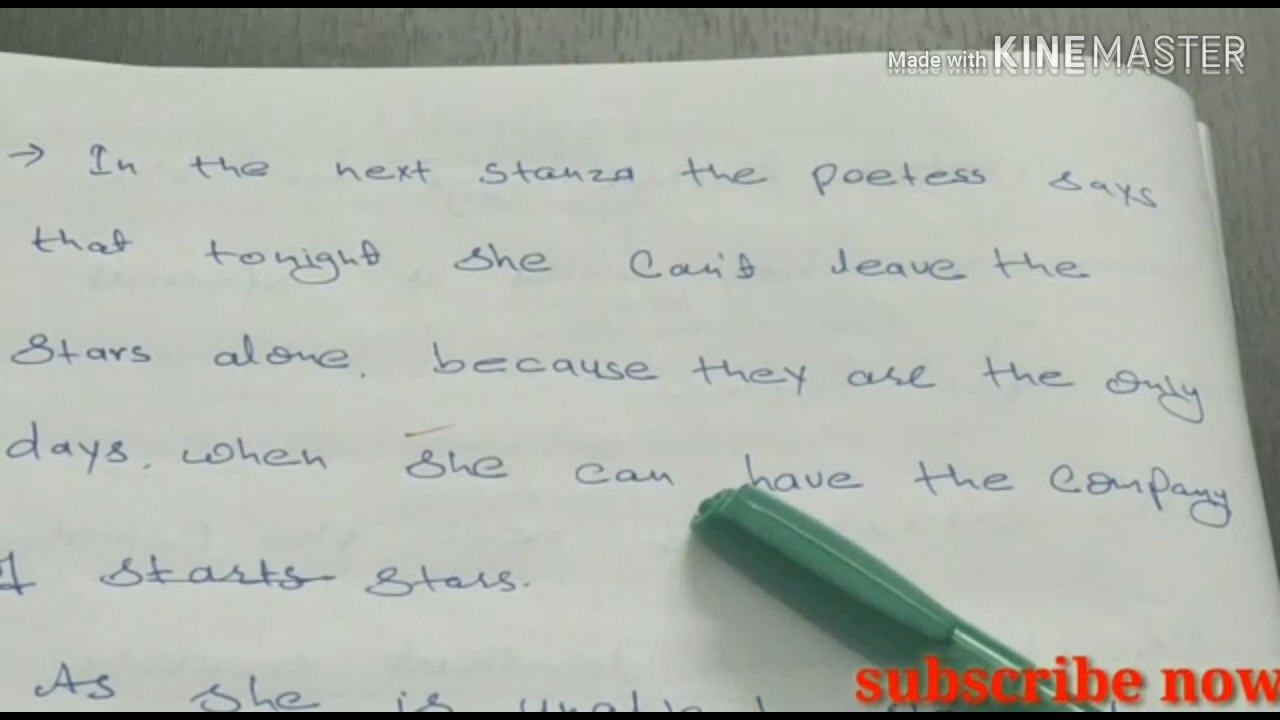 Made with KINEMASTER
→ In the next stanza the poetess says
that tonight she can't leave the
stars alone. because they are the only
days. when she can have the company
starts stars.
As she is
subscribe now